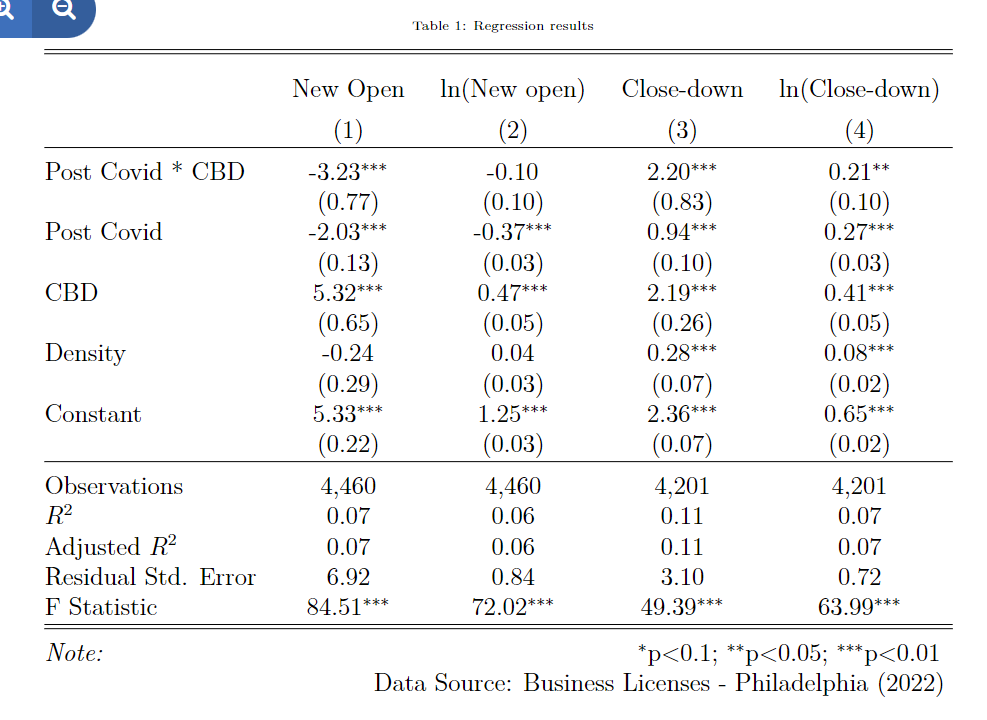 Table 1: Regression results
New Open ln(New open) Close-down ln(Close-down)
(1) (2) (3) (4)
Post Covid * CBD -3.23*** -0.10 2.20*** 0.21**
(0.77) (0.10) (0.83) (0.10)
Post Covid -2.03*** -0.37*** 0.94*** 0.27***
(0.13) (0.03) (0.10) (0.03)
CBD 5.32*** 0.47*** 2.19*** 0.41***
(0.65) (0.05) (0.26) (0.05)
Density -0.24 0.04 0.28*** 0.08***
(0.29) (0.03) (0.07) (0.02)
Constant 5.33*** 1.25*** 2.36*** 0.65***
(0.22) (0.03) (0.07) (0.02)
Observations 4,460 4,460 4,201 4,201
R² 0.07 0.06 0.11 0.07
Adjusted R² 0.07 0.06 0.11 0.07
Residual Std. Error 6.92 0.84 3.10 0.72
F Statistic 84.51*** 72.02*** 49.39*** 63.99***
Note: *p<0.1; **p<0.05; ***p<0.01
Data Source: Business Licenses - Philadelphia (2022)